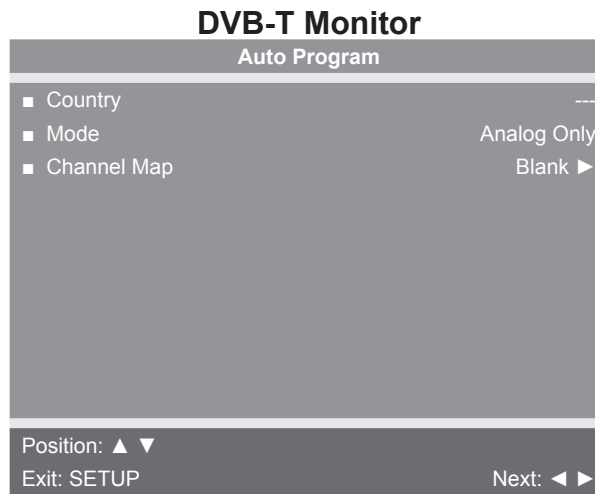 DVB-T Monitor
Auto Program
■ Country ---
■ Mode Analog Only
■ Channel Map Blank ►
Position: ▲ ▼
Exit: SETUP Next: ◄ ►